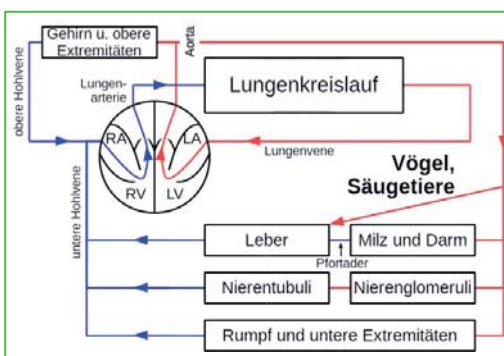 Gehirn u. obere
Extremitäten
Aorta
obere Hohlvene
Lungen-
arterie
Lungenkreislauf
RA
LA
Lungenvene
RV
LV
Vögel,
Säugetiere
untere Hohlvene
Leber
Milz und Darm
Pfortader
Nierentubuli
Nierenglomeruli
Rumpf und untere Extremitäten